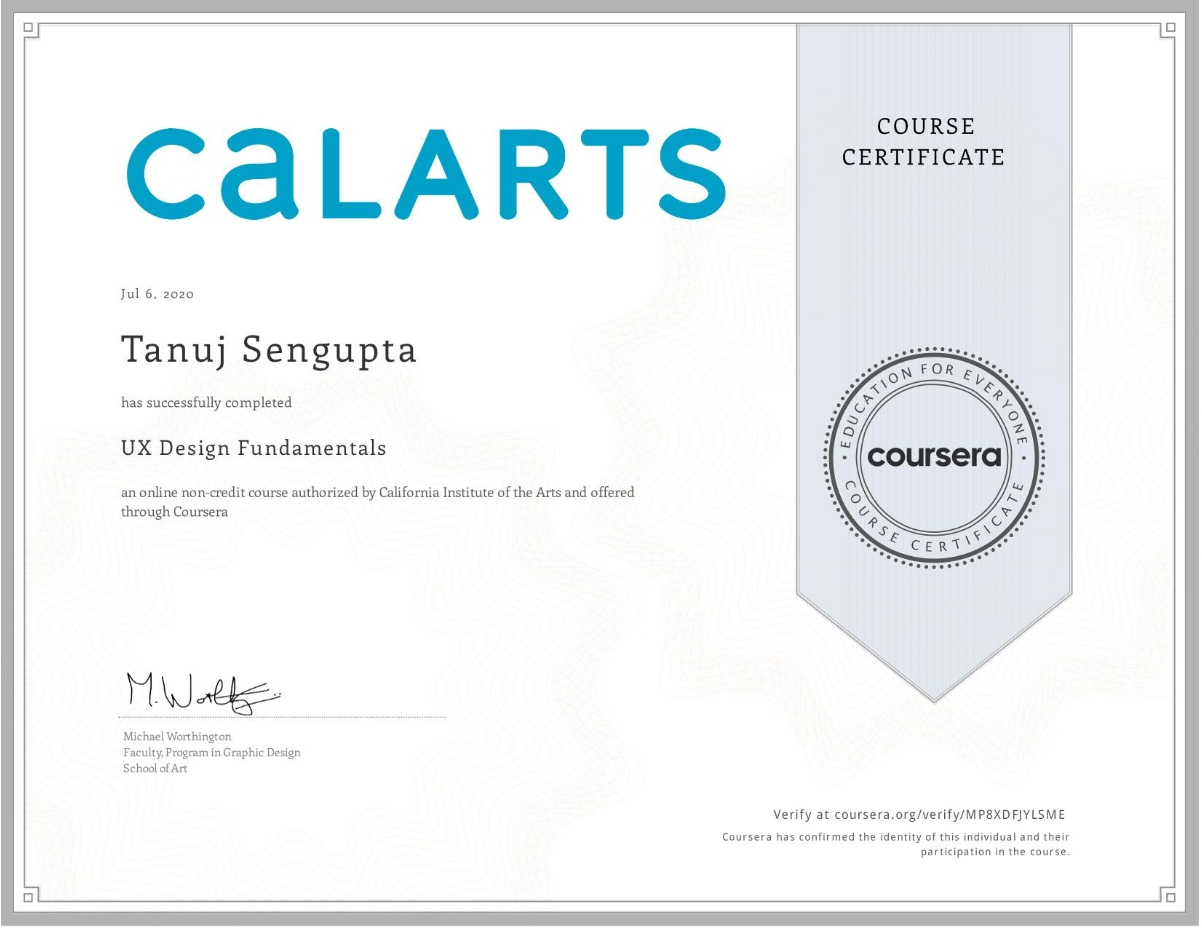 CaLARTS
COURSE
CERTIFICATE
Jul 6, 2020
Tanuj Sengupta
has successfully completed
UX Design Fundamentals
an online non-credit course authorized by California Institute of the Arts and offered
through Coursera
EDUCATION FOR EVERYONE
coursera
COURSE CERTIFICATE
M. Worthington
Michael Worthington
Faculty, Program in Graphic Design
School of Art
Verify at coursera.org/verify/MP8XDFJYLSME
Coursera has confirmed the identity of this individual and their
participation in the course.